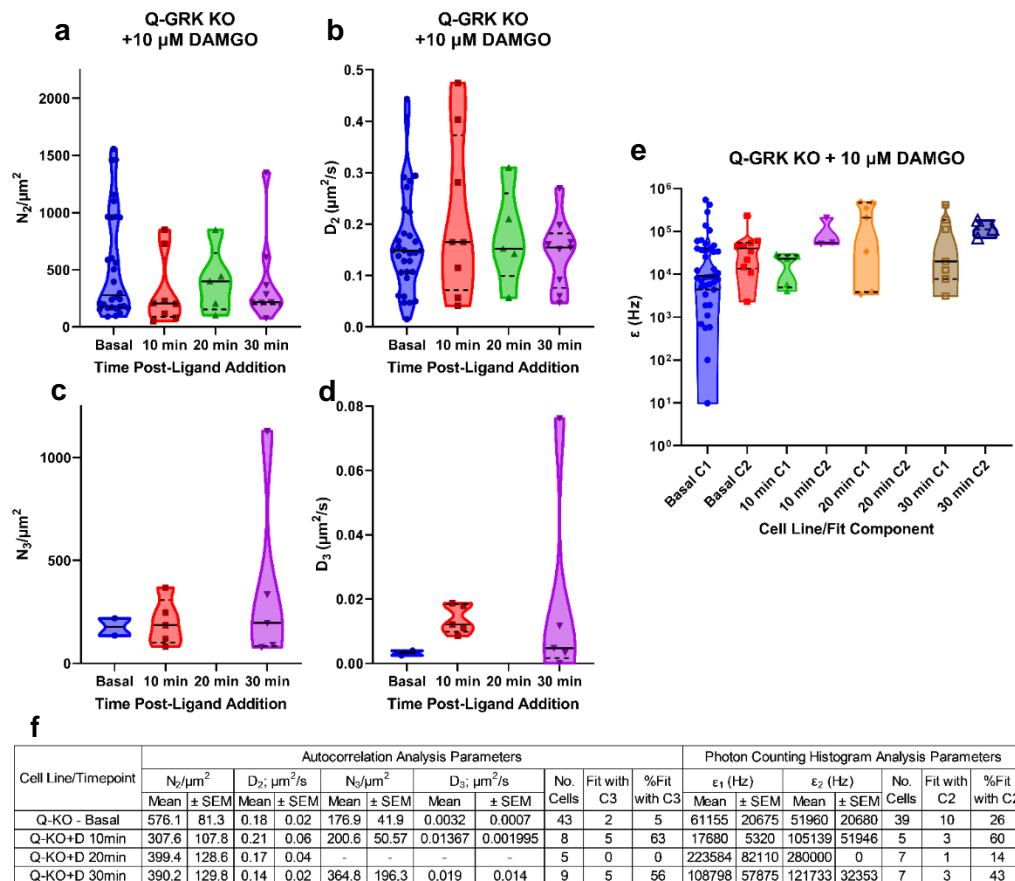 a
Q-GRK KO
+10 µM DAMGO
b
Q-GRK KO
+10 µM DAMGO
N₂/µm²
2000
1500
1000
500
0
Basal 10 min 20 min 30 min
Time Post-Ligand Addition
D₂ (µm²/s)
0.5
0.4
0.3
0.2
0.1
0.0
Basal 10 min 20 min 30 min
Time Post-Ligand Addition
c
N₃/µm²
1000
500
0
Basal 10 min 20 min 30 min
Time Post-Ligand Addition
d
D₃ (µm²/s)
0.08
0.06
0.04
0.02
0.00
Basal 10 min 20 min 30 min
Time Post-Ligand Addition
e
Q-GRK KO + 10 µM DAMGO
ε (Hz)
10⁶
10⁵
10⁴
10³
10²
10¹
10⁰
Basal C1
Basal C2
10 min C1
10 min C2
20 min C1
20 min C2
30 min C1
30 min C2
Cell Line/Fit Component
f
Cell Line/Timepoint Autocorrelation Analysis Parameters Photon Counting Histogram Analysis Parameters
N₂/µm² D₂; µm²/s N₃/µm² D₃; µm²/s No. Cells Fit with C3 %Fit with C3 ε₁ (Hz) ε₂ (Hz) No. Cells Fit with C2 %Fit with C2
Mean ± SEM Mean ± SEM Mean ± SEM Mean ± SEM Mean ± SEM Mean ± SEM
Q-KO - Basal 576.1 81.3 0.18 0.02 176.9 41.9 0.0032 0.0007 43 2 5 61155 20675 51960 20680 39 10 26
Q-KO+D 10min 307.6 107.8 0.21 0.06 200.6 50.57 0.01367 0.001995 8 5 63 17680 5320 105139 51946 5 3 60
Q-KO+D 20min 399.4 128.6 0.17 0.04 - - - - 5 0 0 223584 82110 280000 0 7 1 14
Q-KO+D 30min 390.2 129.8 0.14 0.02 364.8 196.3 0.019 0.014 9 5 56 108798 57875 121733 32353 7 3 43